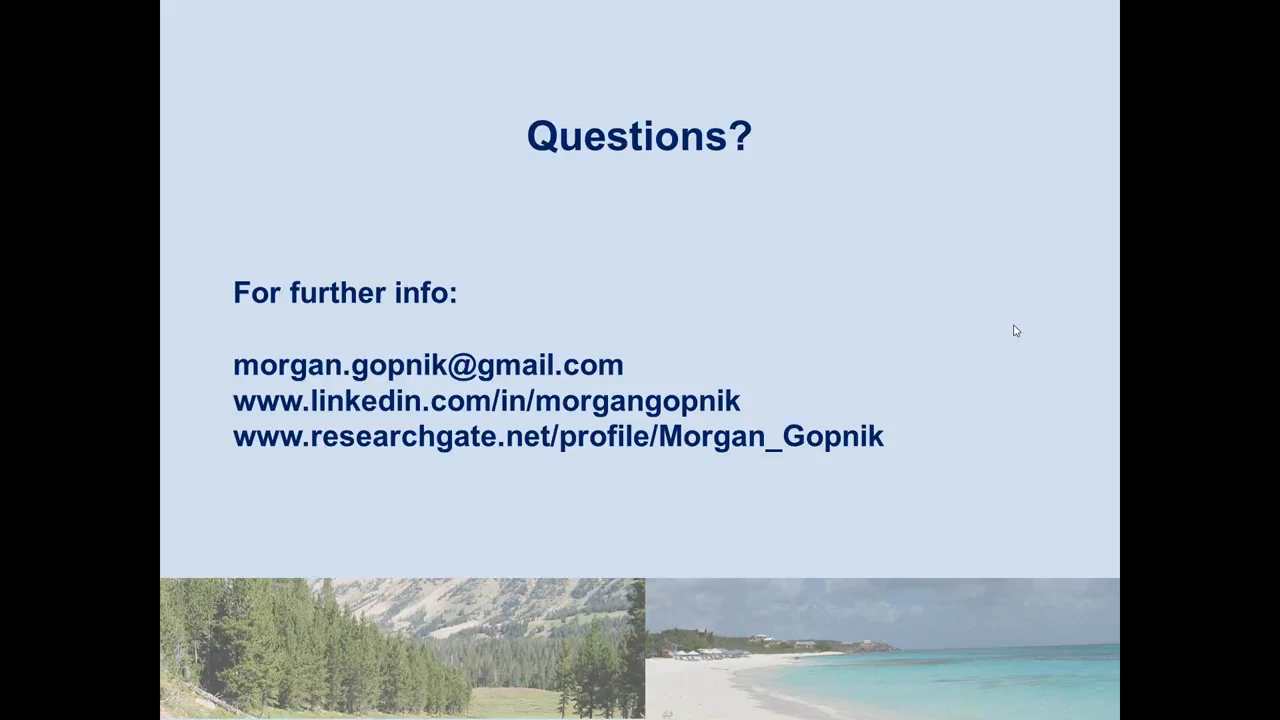 Questions?
For further info:
morgan.gopnik@gmail.com
www.linkedin.com/in/morgangopnik
www.researchgate.net/profile/Morgan_Gopnik